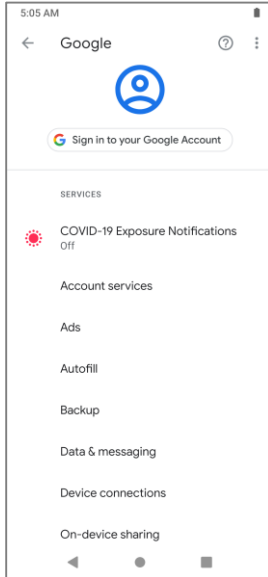 5:05 AM
Google
Sign in to your Google Account
SERVICES
COVID-19 Exposure Notifications
Off
Account services
Ads
Autofill
Backup
Data & messaging
Device connections
On-device sharing